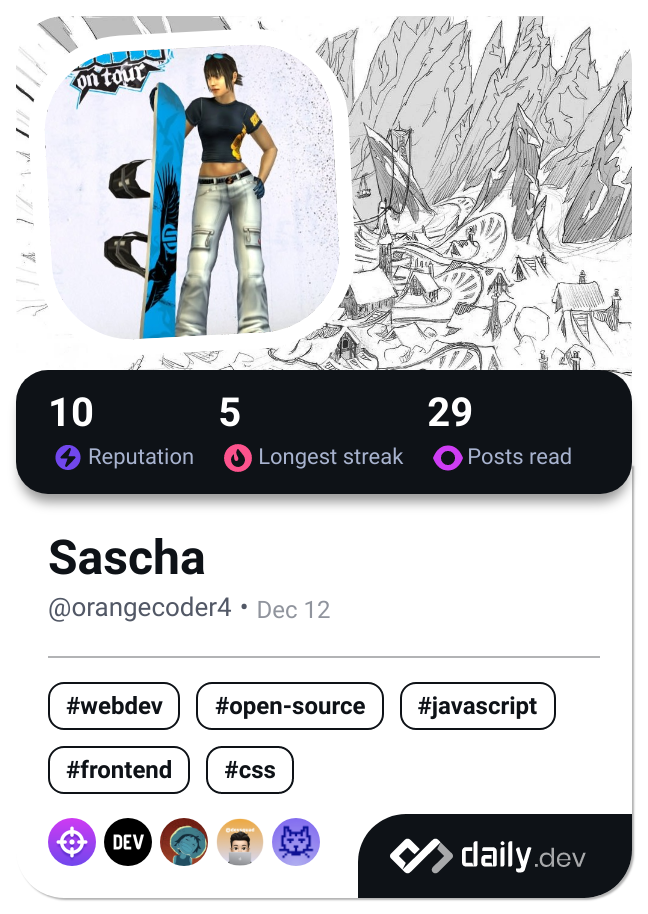 on tour
10 5 29
Reputation Longest streak Posts read
Sascha
@orangecoder4 • Dec 12
#webdev #open-source #javascript
#frontend #css
DEV
daily.dev